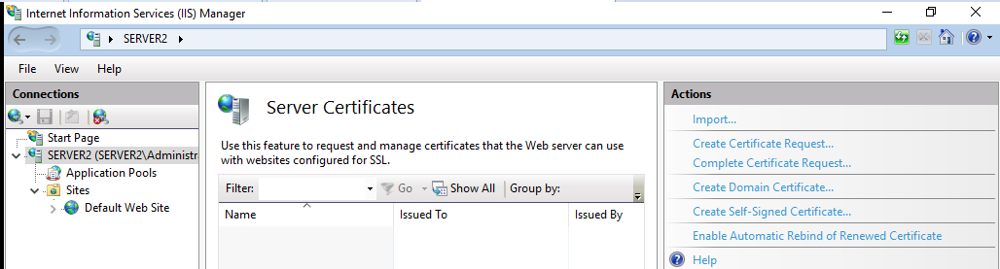 Internet Information Services (IIS) Manager
SERVER2
File View Help
Connections
Start Page
SERVER2 (SERVER2\Administr
Application Pools
Sites
Default Web Site
Server Certificates
Use this feature to request and manage certificates that the Web server can use
with websites configured for SSL.
Filter: Go Show All Group by:
Name Issued To Issued By
Actions
Import...
Create Certificate Request...
Complete Certificate Request...
Create Domain Certificate...
Create Self-Signed Certificate...
Enable Automatic Rebind of Renewed Certificate
Help